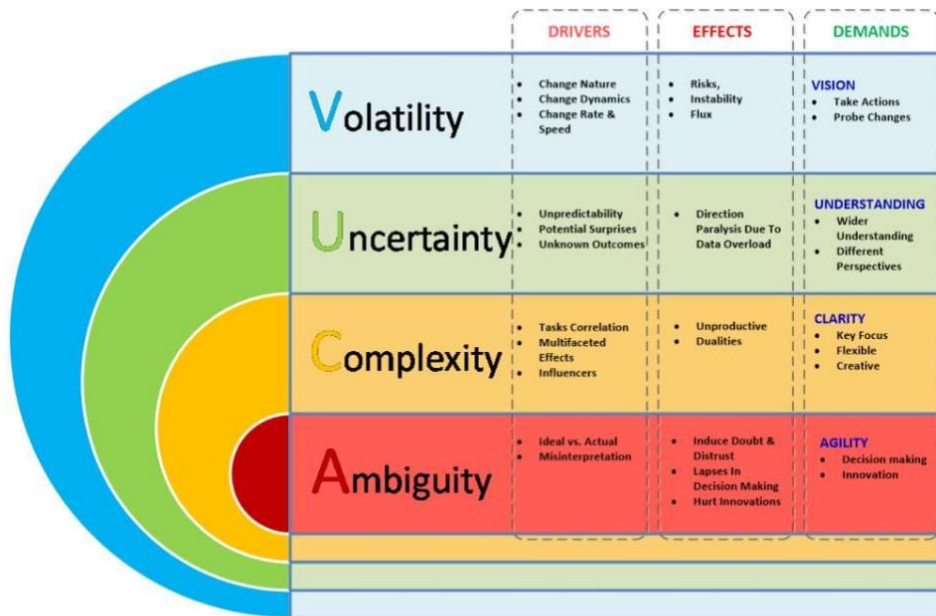 DRIVERS
EFFECTS
DEMANDS
Volatility
• Change Nature
• Change Dynamics
• Change Rate &
Speed
• Risks,
• Instability
• Flux
VISION
• Take Actions
• Probe Changes
Uncertainty
• Unpredictability
• Potential Surprises
• Unknown Outcomes
• Direction
Paralysis Due To
Data Overload
UNDERSTANDING
• Wider
Understanding
• Different
Perspectives
Complexity
• Tasks Correlation
• Multifaceted
Effects
• Influencers
• Unproductive
• Dualities
CLARITY
• Key Focus
• Flexible
• Creative
Ambiguity
• Ideal vs. Actual
• Misinterpretation
• Induce Doubt &
Distrust
• Lapses In
Decision Making
• Hurt Innovations
AGILITY
• Decision making
• Innovation